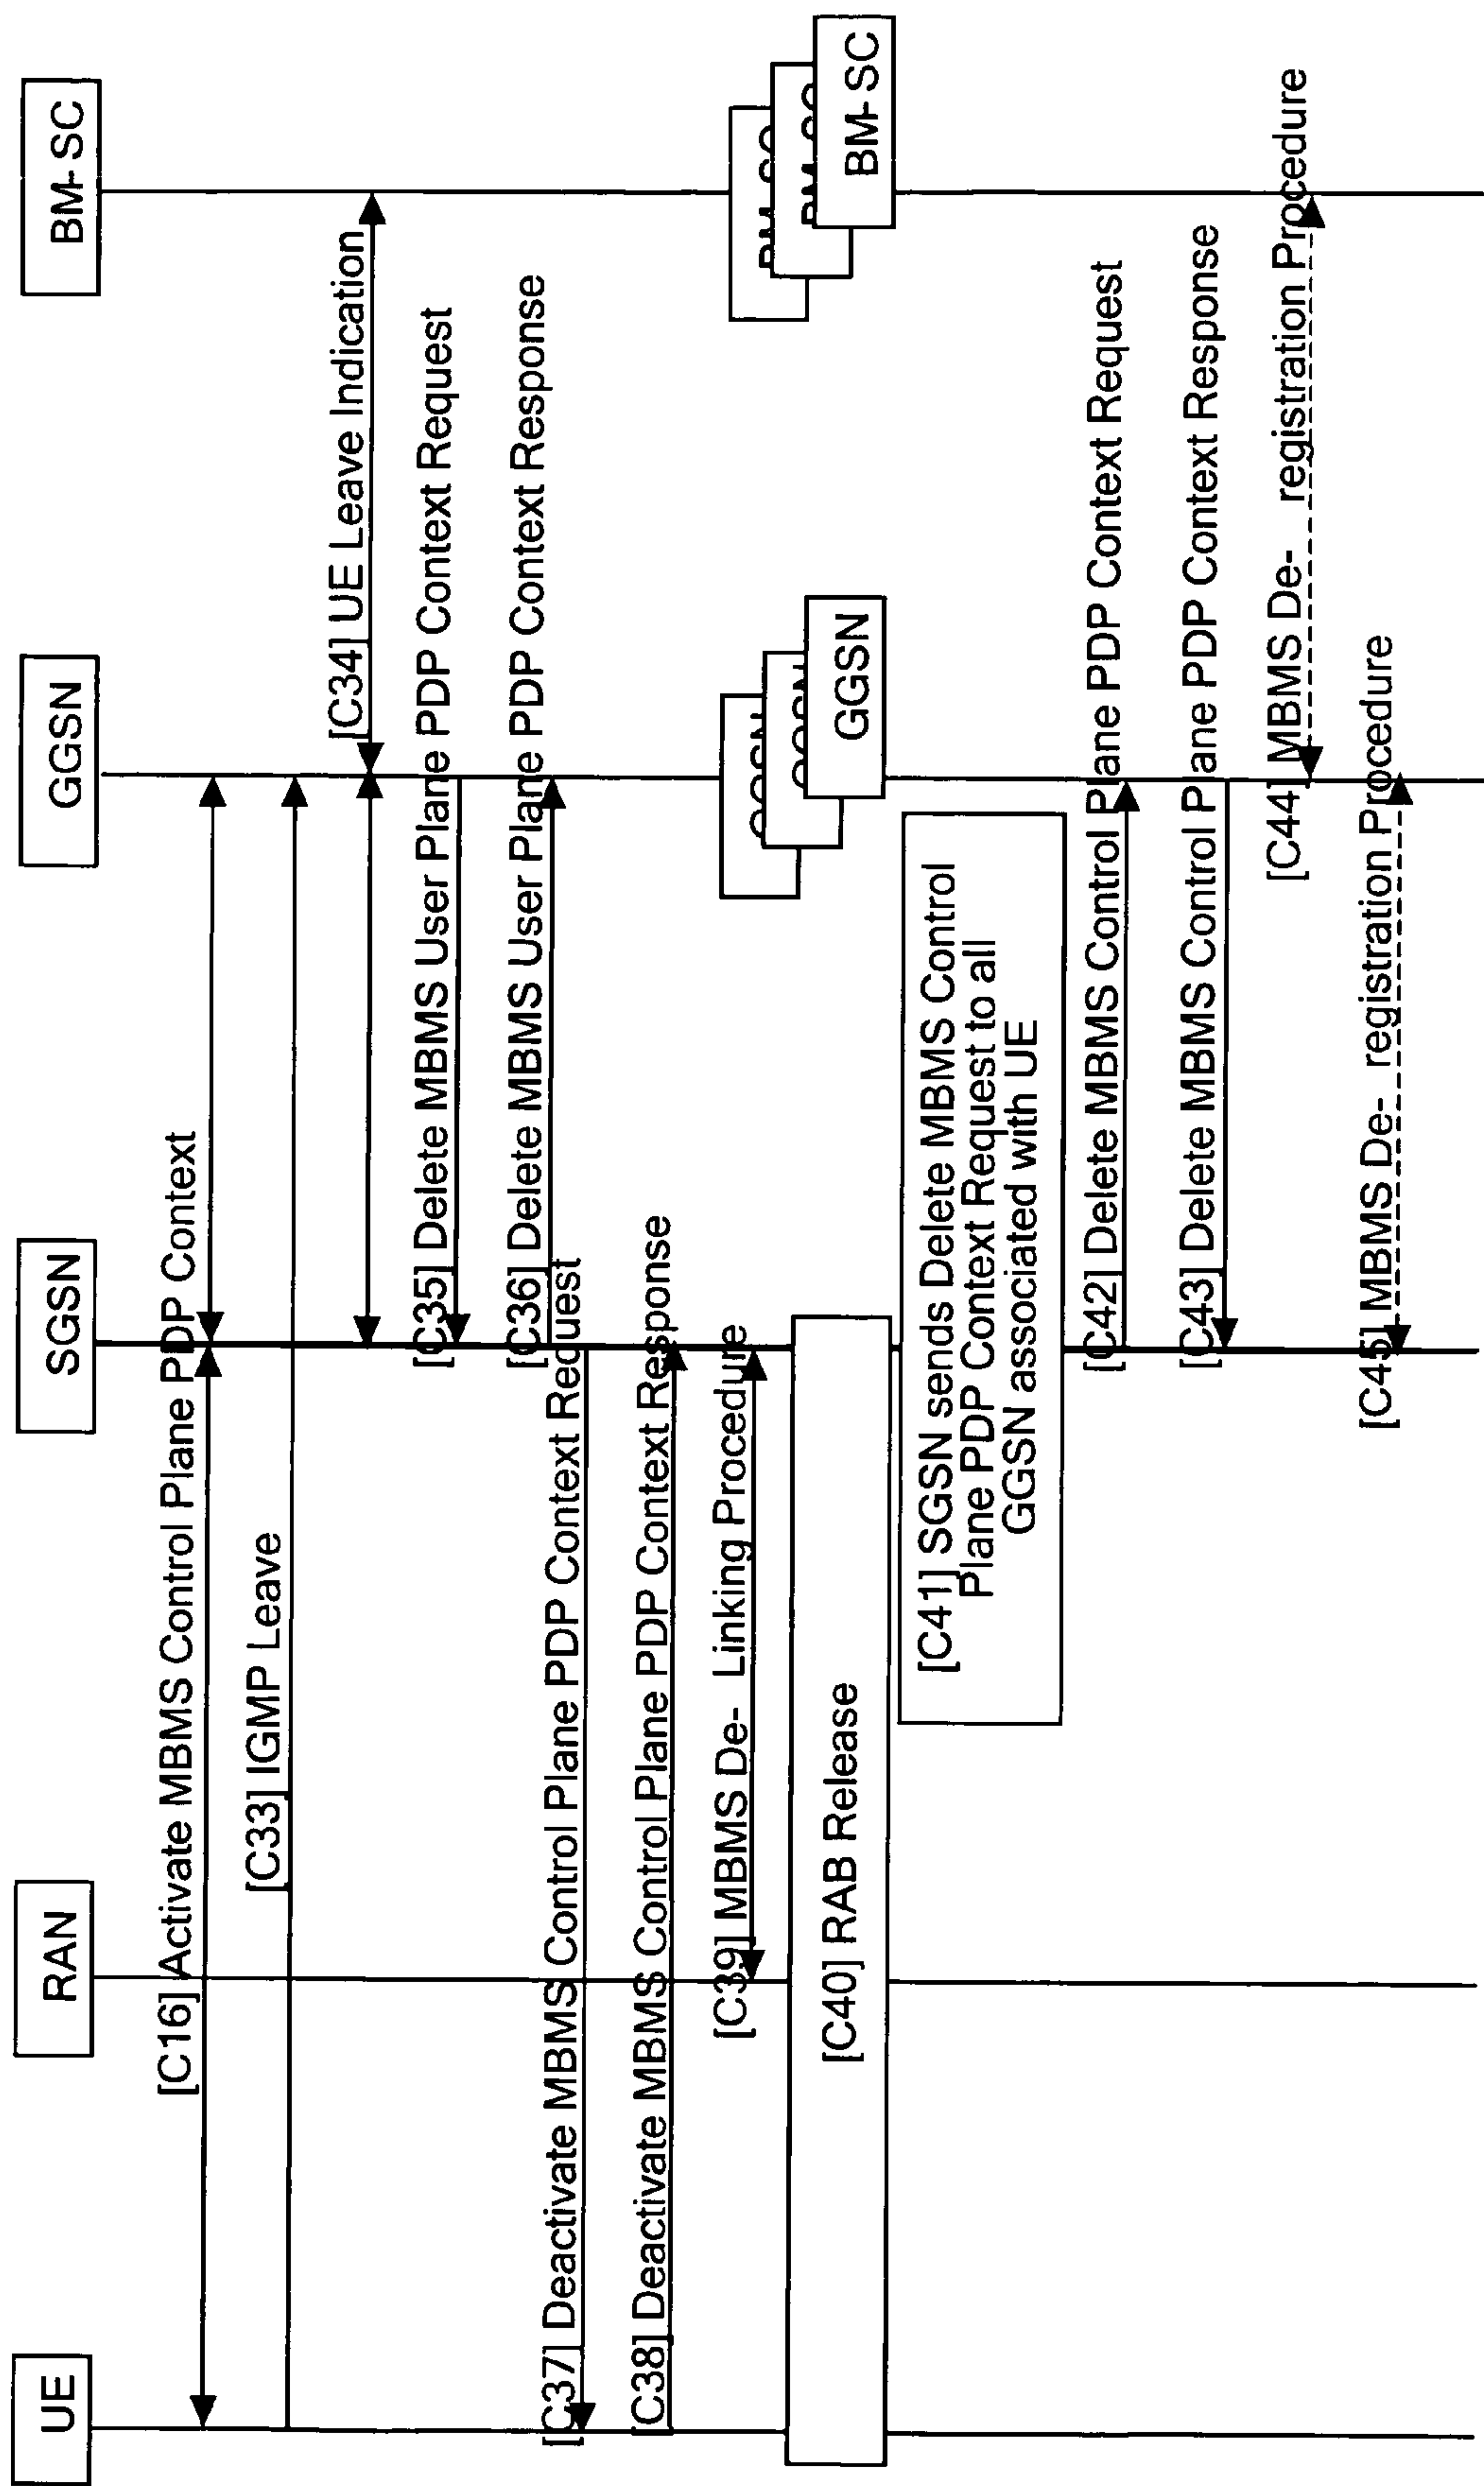 UE
RAN
SGSN
GGSN
BM-SC
[C16] Activate MBMS Control Plane PDP Context
[C33] IGMP Leave
[C34] UE Leave Indication
[C35] Delete MBMS User Plane PDP Context Request
[C36] Delete MBMS User Plane PDP Context Response
[C37] Deactivate MBMS Control Plane PDP Context Request
[C38] Deactivate MBMS Control Plane PDP Context Response
[C39] MBMS De- Linking Procedure
GGSN
BM-SC
[C40] RAB Release
[C41] SGSN sends Delete MBMS Control
Plane PDP Context Request to all
GGSN associated with UE
[C42] Delete MBMS Control Plane PDP Context Request
[C43] Delete MBMS Control Plane PDP Context Response
[C44] MBMS De- registration Procedure
[C45] MBMS De- registration Procedure